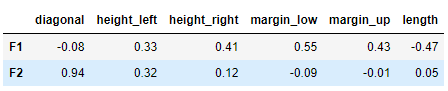 diagonal height_left height_right margin_low margin_up length
F1 -0.08 0.33 0.41 0.55 0.43 -0.47
F2 0.94 0.32 0.12 -0.09 -0.01 0.05